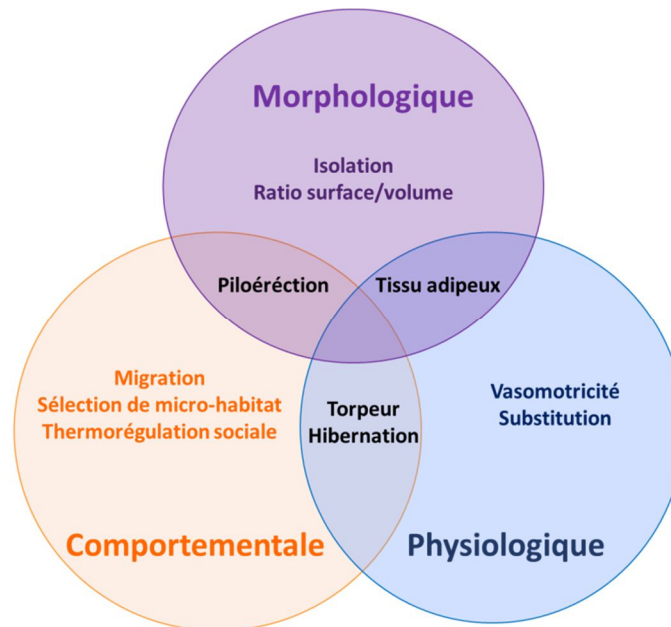 Morphologique
Isolation
Ratio surface/volume
Piloéréction
Tissu adipeux
Migration
Sélection de micro-habitat
Thermorégulation sociale
Torpeur
Hibernation
Vasomotricité
Substitution
Comportementale
Physiologique